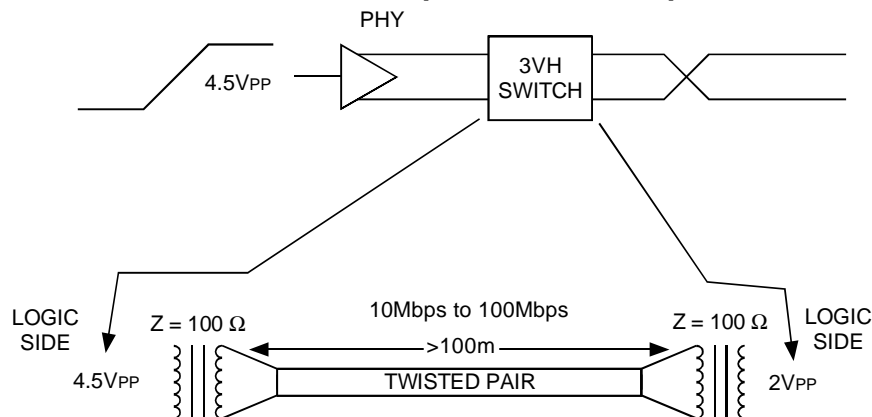 PHY
4.5VPP
3VH
SWITCH
10Mbps to 100Mbps
LOGIC
SIDE
Z = 100 Ω
>100m
Z = 100 Ω
LOGIC
SIDE
4.5VPP
TWISTED PAIR
2VPP